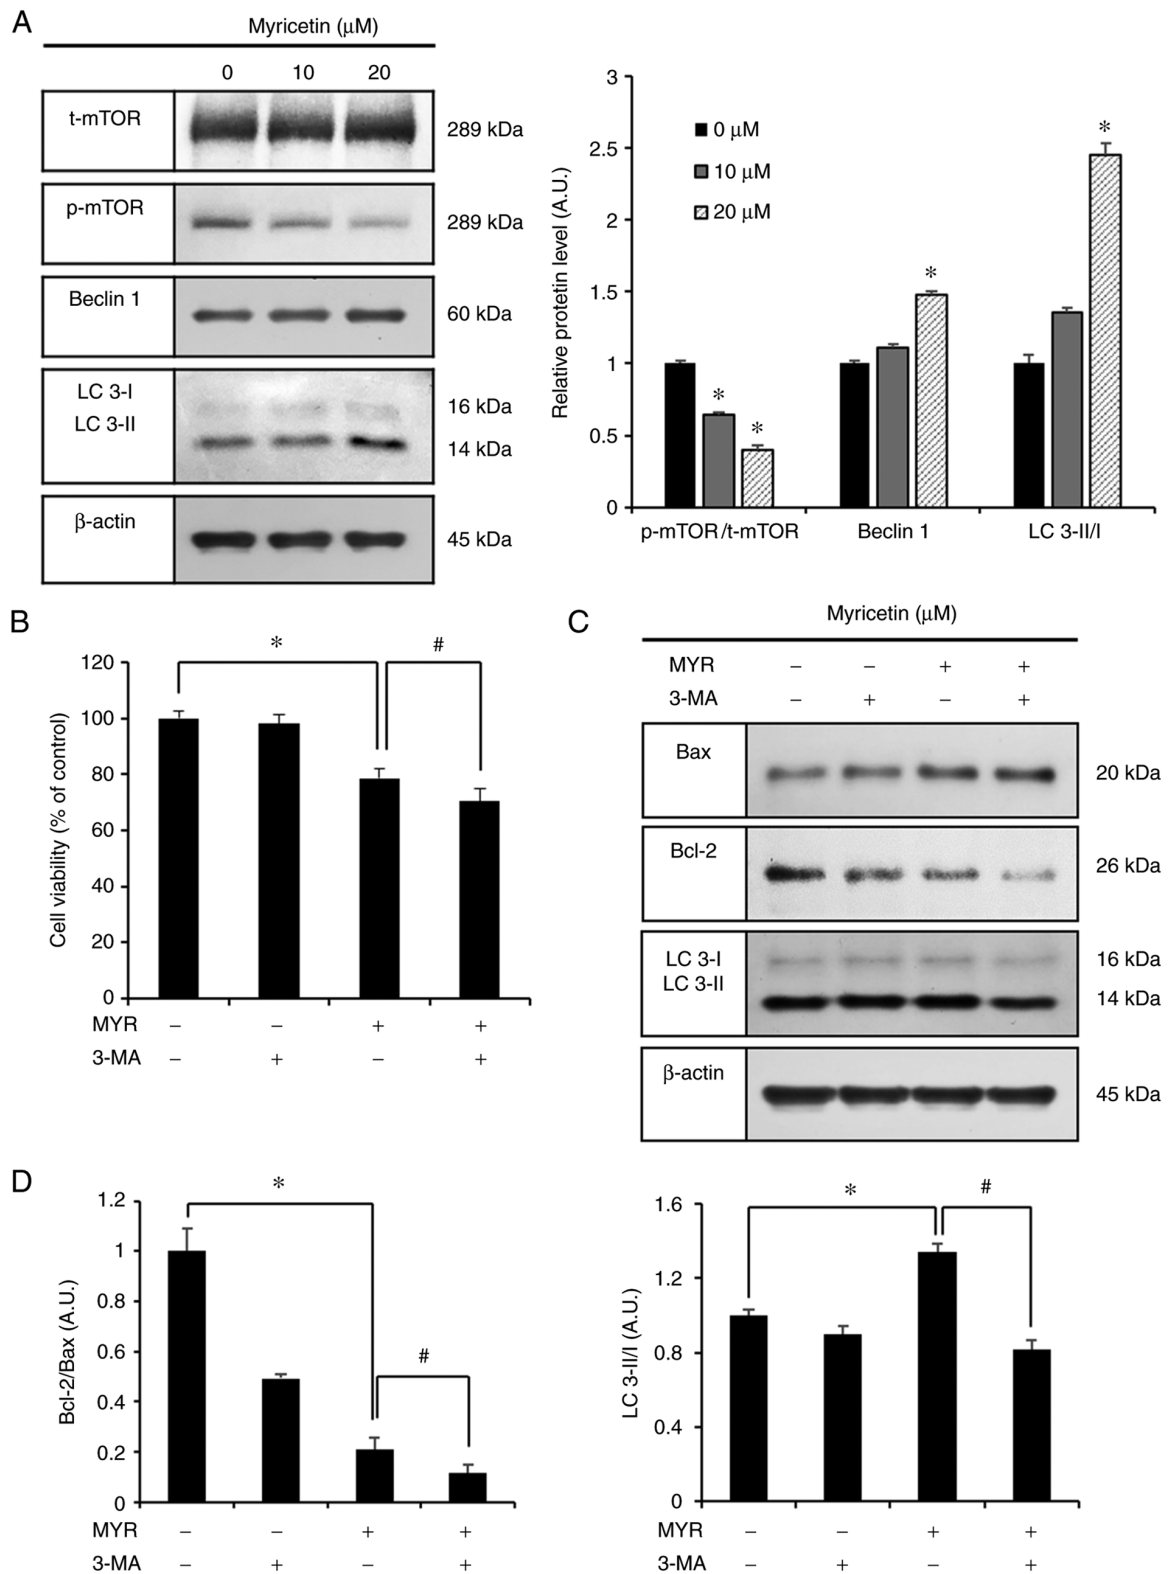 A
Myricetin (μM)
0 10 20
t-mTOR 289 kDa
p-mTOR 289 kDa
Beclin 1 60 kDa
LC 3-I 16 kDa
LC 3-II 14 kDa
β-actin 45 kDa
Relative protetin level (A.U.)
3
2.5
2
1.5
1
0.5
0
0 μM
10 μM
20 μM
* * * *
p-mTOR/t-mTOR Beclin 1 LC 3-II/I
B
Cell viability (% of control)
120
100
80
60
40
20
0
* #
MYR – – + +
3-MA – + – +
C
Myricetin (μM)
MYR – – + +
3-MA – + – +
Bax 20 kDa
Bcl-2 26 kDa
LC 3-I 16 kDa
LC 3-II 14 kDa
β-actin 45 kDa
D
Bcl-2/Bax (A.U.)
1.2
1
0.8
0.6
0.4
0.2
0
* #
MYR – – + +
3-MA – + – +
LC 3-II/I (A.U.)
1.6
1.2
0.8
0.4
0
* #
MYR – – + +
3-MA – + – +